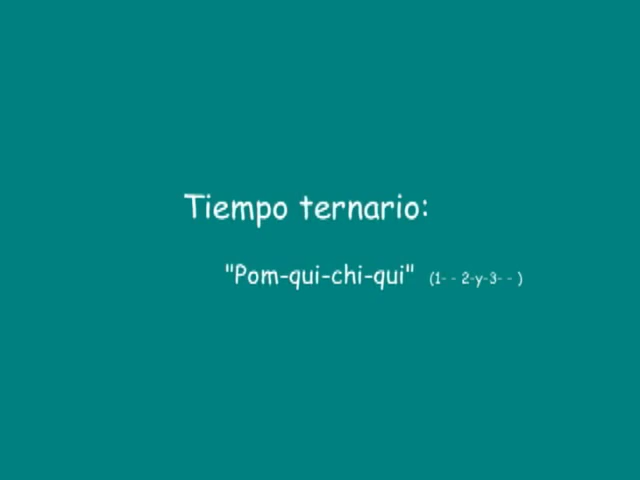 Tiempo ternario:
"Pom-qui-chi-qui" (1- - 2-y-3- - )